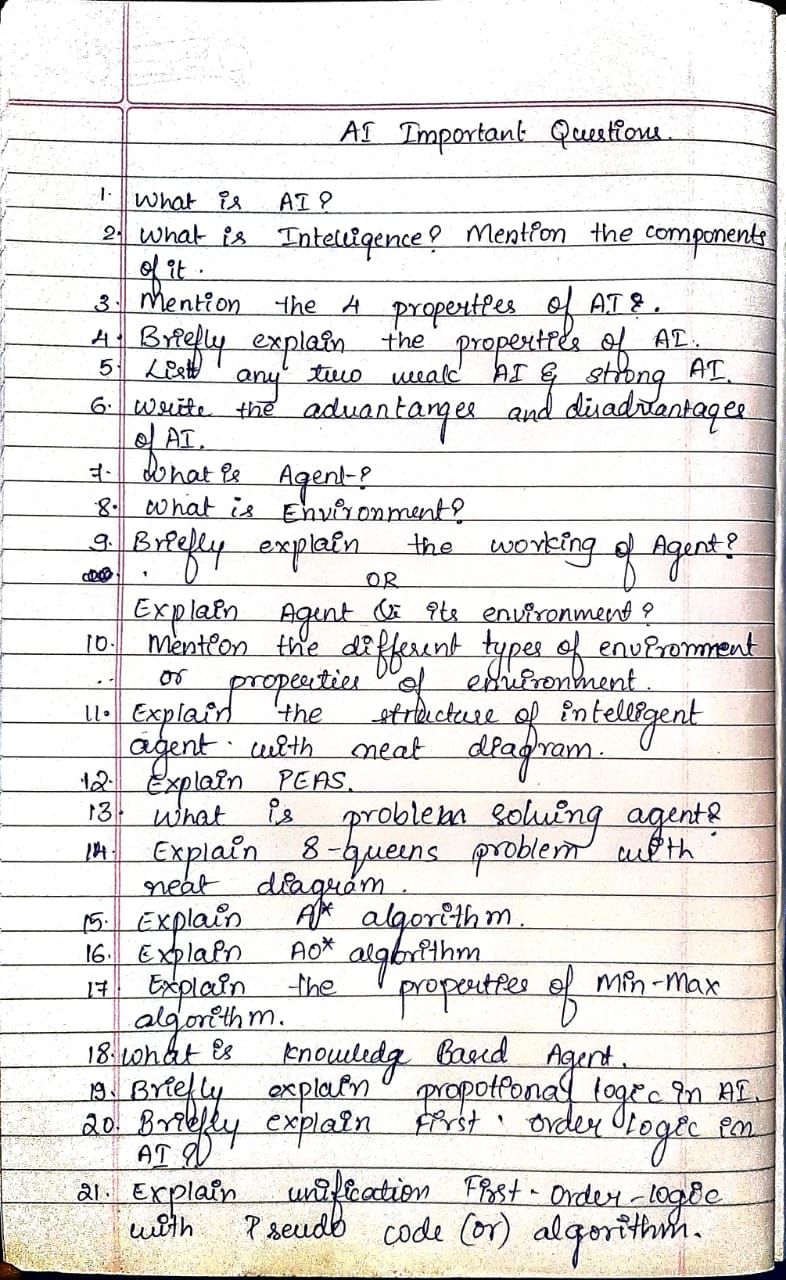 AI Important Questions.
1. What is AI?
2. What is Intelligence? Mention the components
of it.
3. Mention the 4 properties of AI?.
4. Briefly explain the properties of AI.
5. List any two weak AI & strong AI.
6. Write the aduantanges and disadvantages
of AI.
7. What is Agent-?
8. What is Environment?
9. Briefly explain the working of Agent?
OR
Explain Agent & its environment?
10. Mention the different types of enviromment
or properties of environment.
11. Explain the structure of intelligent
agent. with neat diagram.
12. Explain PEAS.
13. What is problem solving agent?
14. Explain 8-queens problem with
neat diagram.
15. Explain A* algorithm.
16. Explain AO* algorithm
17. Explain the properties of Min-Max
algorithm.
18. What is knowledge Based Agent.
19. Briefly explain propotional logic in AI.
20. Briefly explain First. order logic in
AI
21. Explain unification First-Order-logic
with Pseudo code (or) algorithm.